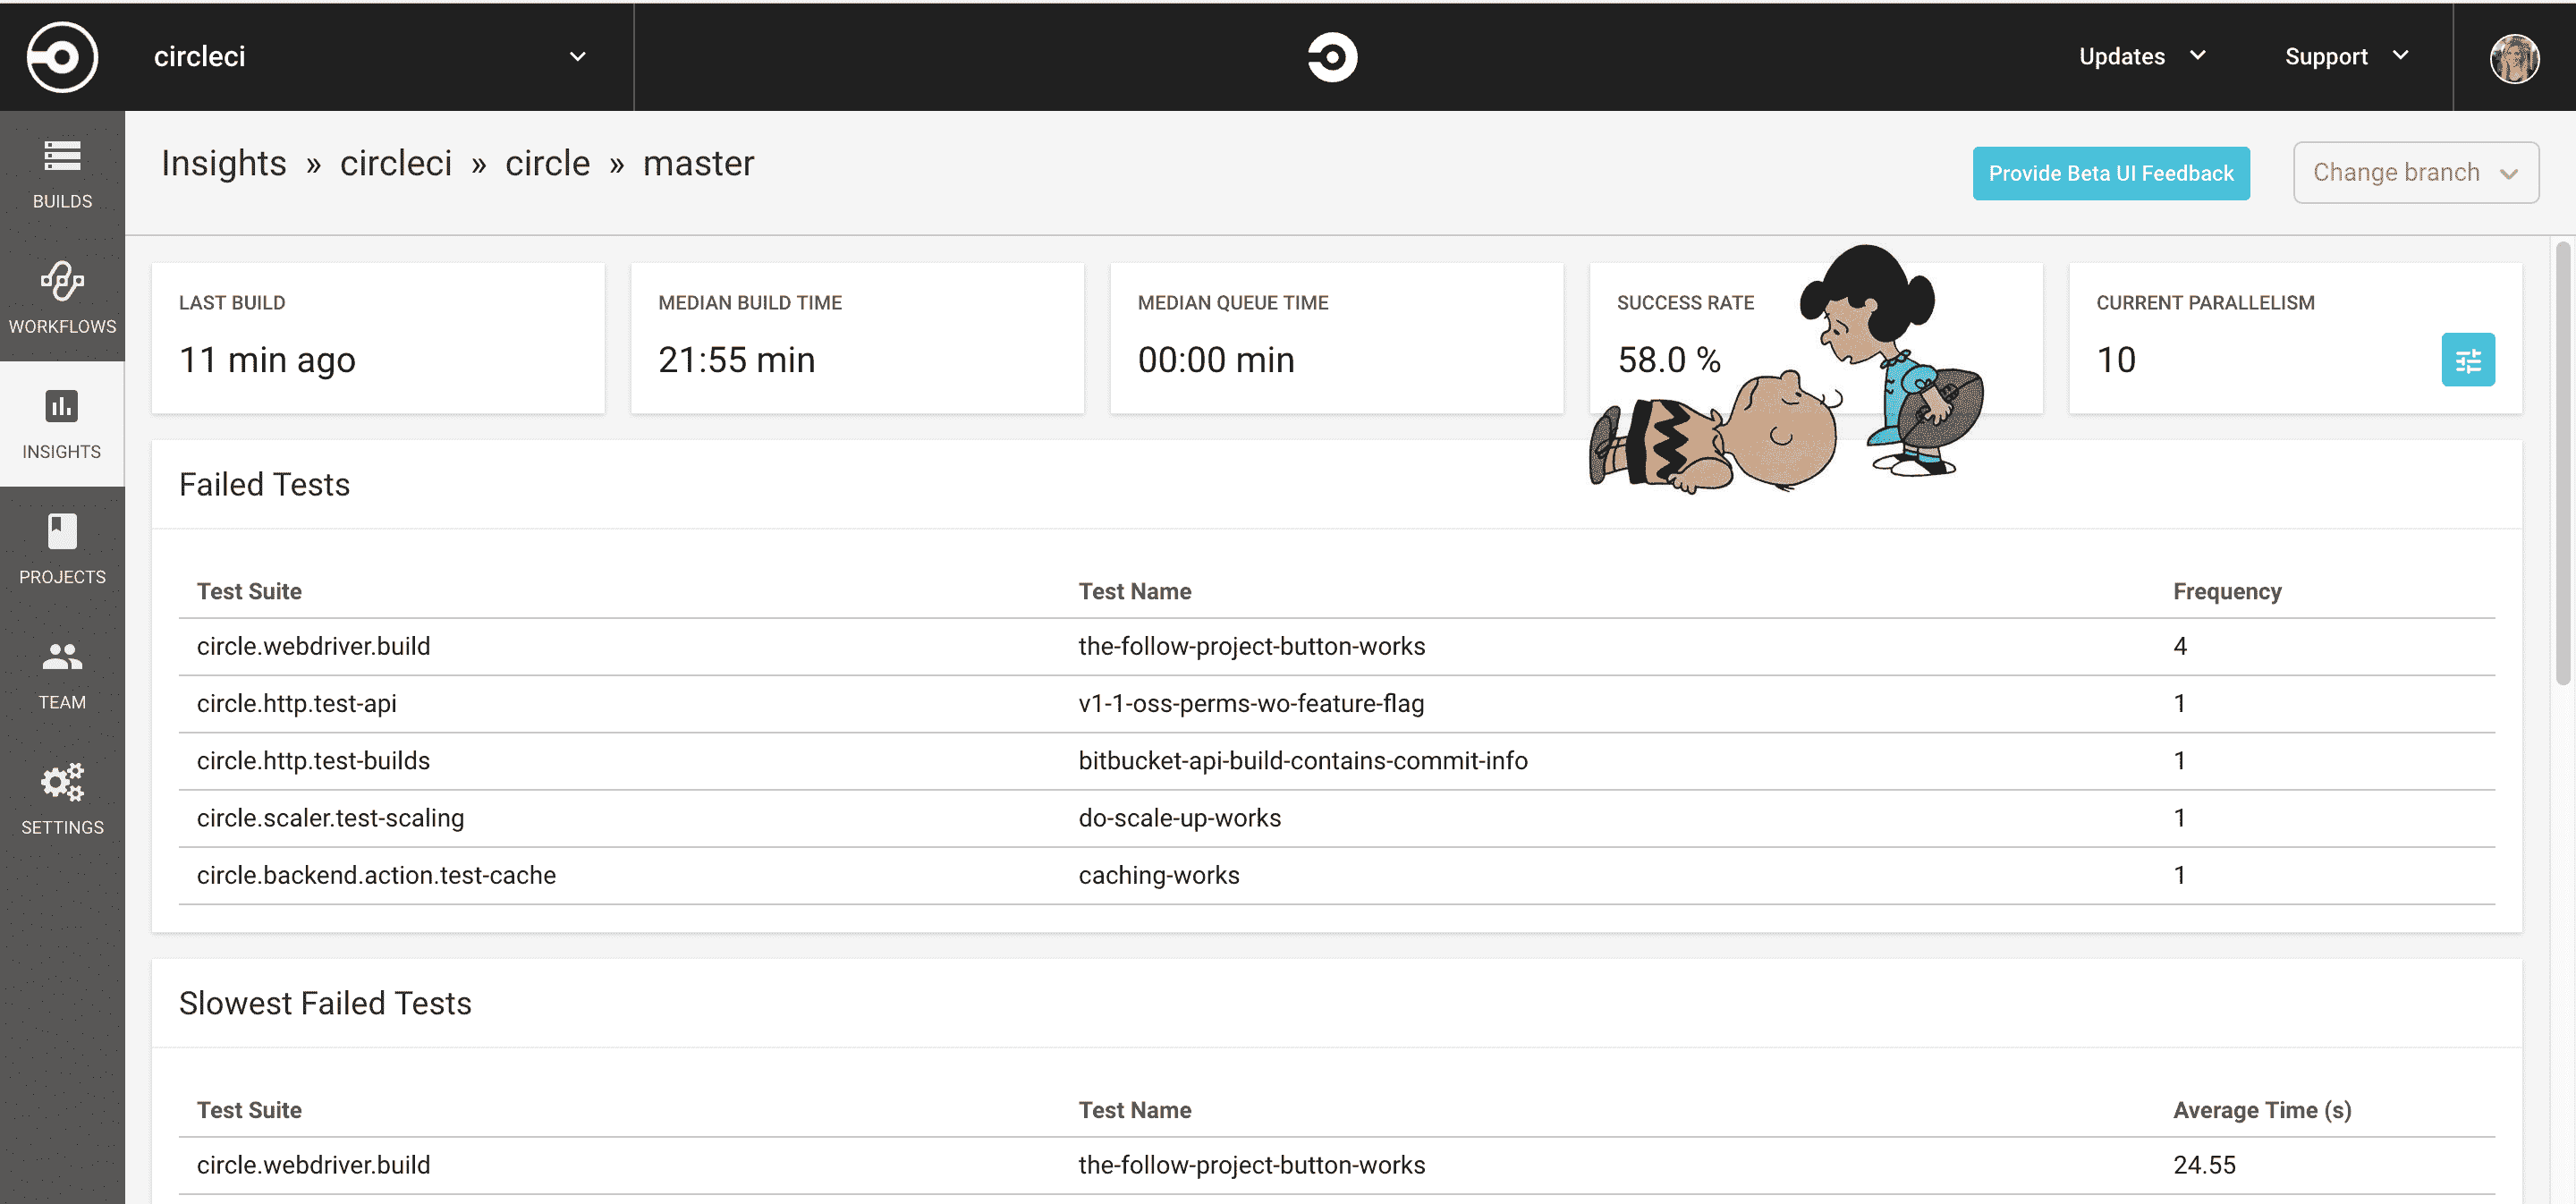 circleci
Updates
Support
BUILDS
WORKFLOWS
INSIGHTS
PROJECTS
TEAM
SETTINGS
Insights » circleci » circle » master
Provide Beta UI Feedback
Change branch
LAST BUILD
11 min ago
MEDIAN BUILD TIME
21:55 min
MEDIAN QUEUE TIME
00:00 min
SUCCESS RATE
58.0 %
CURRENT PARALLELISM
10
Failed Tests
Test Suite Test Name Frequency
circle.webdriver.build the-follow-project-button-works 4
circle.http.test-api v1-1-oss-perms-wo-feature-flag 1
circle.http.test-builds bitbucket-api-build-contains-commit-info 1
circle.scaler.test-scaling do-scale-up-works 1
circle.backend.action.test-cache caching-works 1
Slowest Failed Tests
Test Suite Test Name Average Time (s)
circle.webdriver.build the-follow-project-button-works 24.55